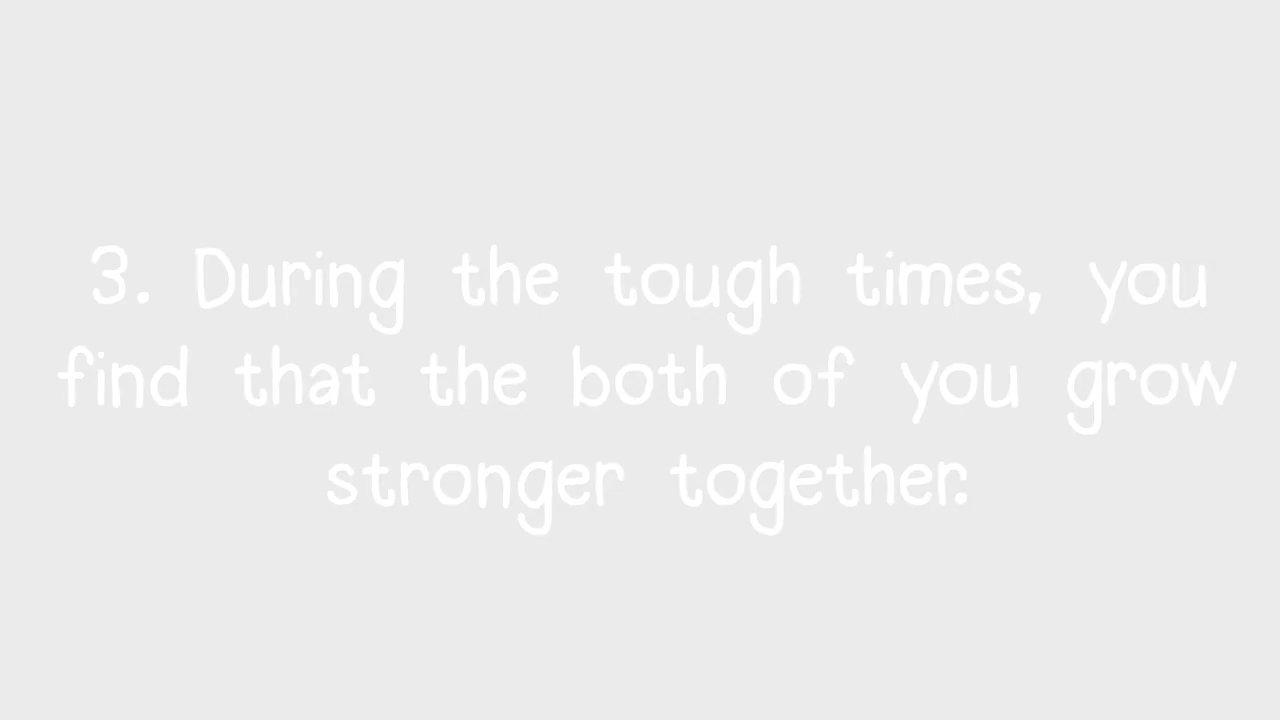 3. During the tough times, you
find that the both of you grow
stronger together.